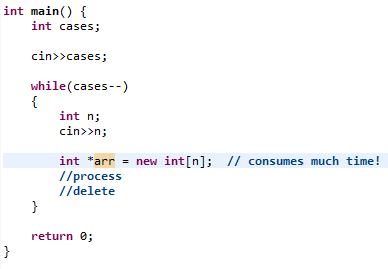 int main() {
int cases;
cin>>cases;
while(cases--)
{
int n;
cin>>n;
int *arr = new int[n];  // consumes much time!
//process
//delete
}
return 0;
}